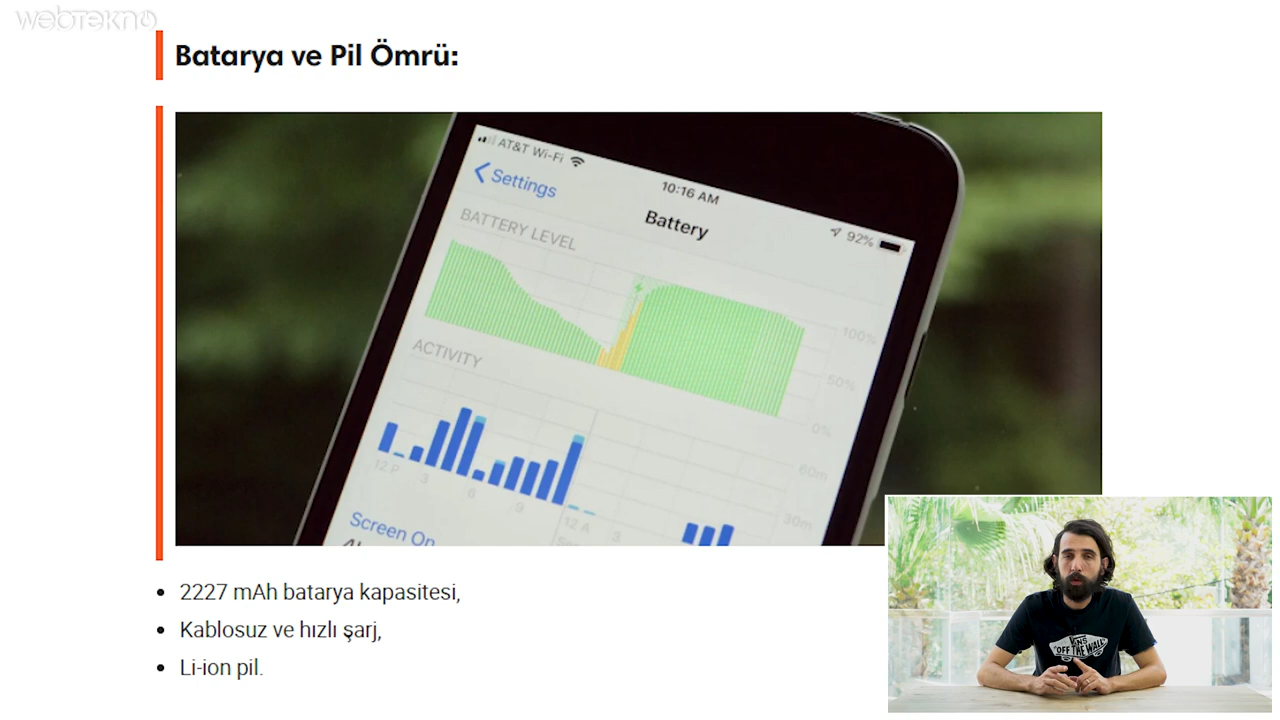 webtekno
Batarya ve Pil Ömrü:
AT&T Wi-Fi
10:16 AM
92%
Settings
Battery
BATTERY LEVEL
100%
50%
0%
ACTIVITY
60m
30m
12 P
3
6
9
12 A
3
Screen On
2227 mAh batarya kapasitesi,
Kablosuz ve hızlı şarj,
Li-ion pil.
VANS
"OFF THE WALL"